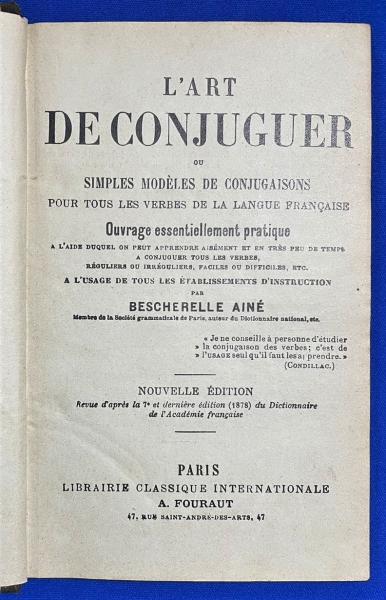 L'ART
DE CONJUGUER
OU
SIMPLES MODÈLES DE CONJUGAISONS
POUR TOUS LES VERBES DE LA LANGUE FRANÇAISE
Ouvrage essentiellement pratique
A L'AIDE DUQUEL ON PEUT APPRENDRE AISÉMENT ET EN TRÈS PEU DE TEMPS
A CONJUGUER TOUS LES VERBES,
RÉGULIERS OU IRRÉGULIERS, FACILES OU DIFFICILES, ETC.
A L'USAGE DE TOUS LES ÉTABLISSEMENTS D'INSTRUCTION
PAR
BESCHERELLE AINÉ
Membre de la Société grammaticale de Paris, auteur du Dictionnaire national, etc.
« Je ne conseille à personne d'étudier
» la conjugaison des verbes; c'est de
» l'USAGE seul qu'il faut les apprendre. »
(CONDILLAC.)
NOUVELLE ÉDITION
Revue d'après la 7e et dernière édition (1878) du Dictionnaire
de l'Académie française
PARIS
LIBRAIRIE CLASSIQUE INTERNATIONALE
A. FOURAUT
47, RUE SAINT-ANDRÉ-DES-ARTS, 47